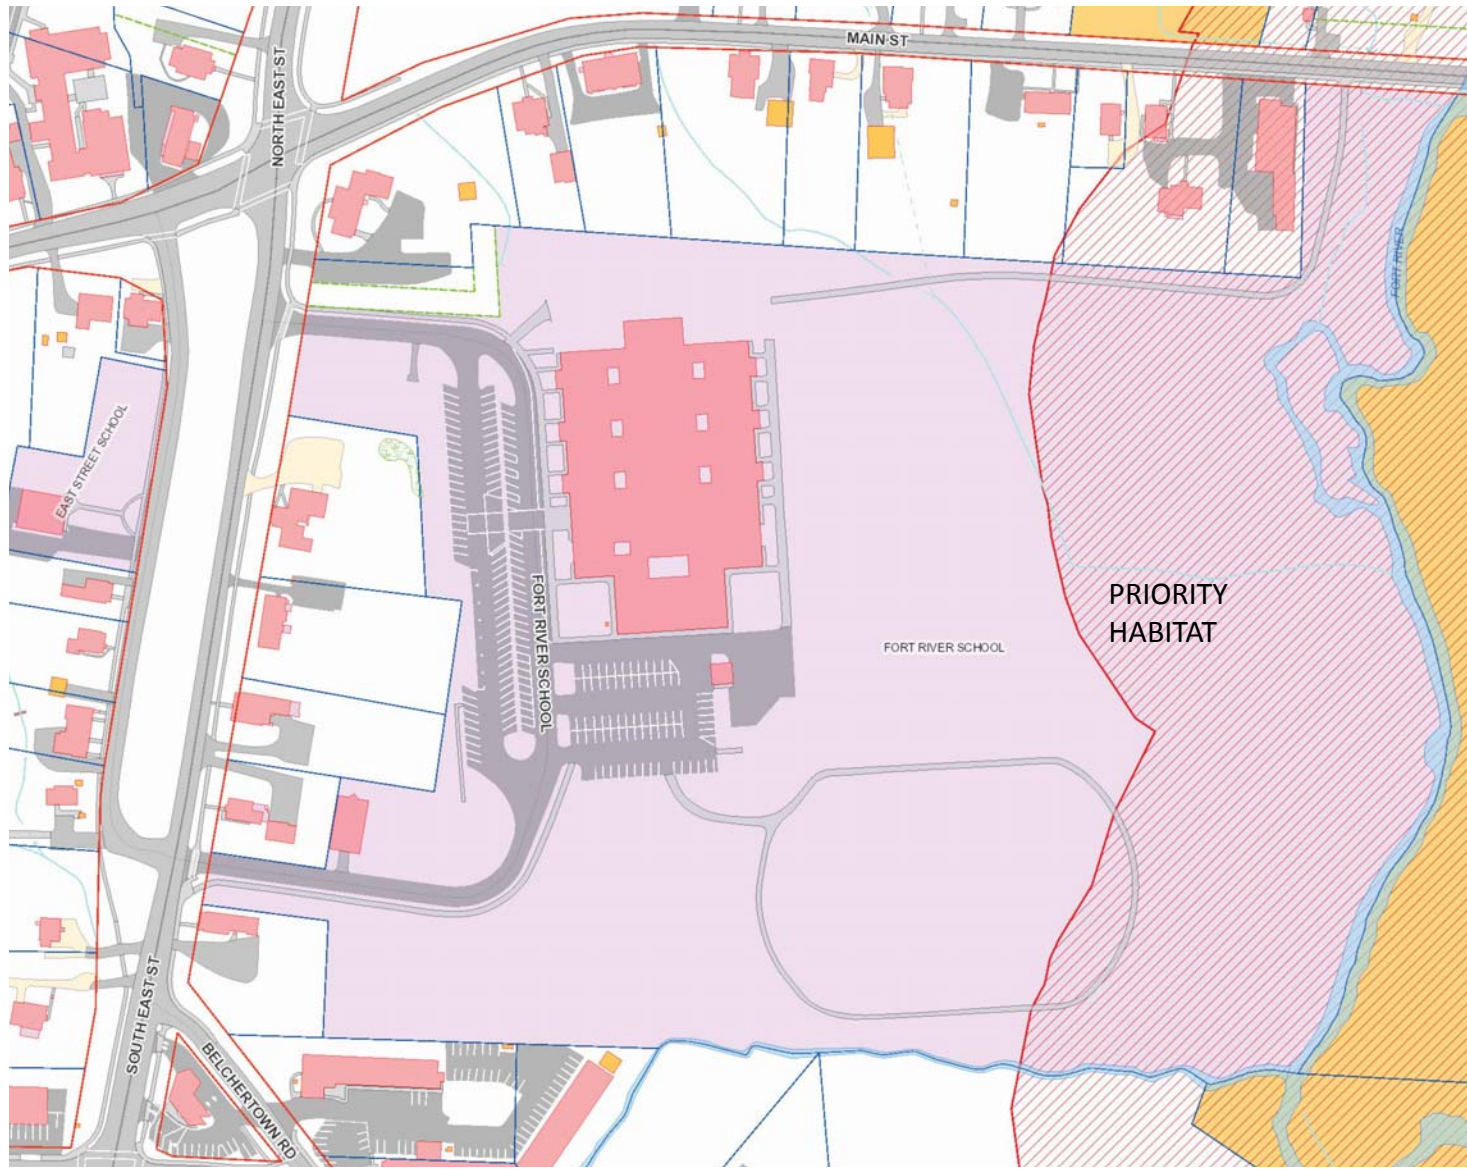 MAIN ST
NORTH EAST ST
FORT RIVER
EAST STREET SCHOOL
FORT RIVER SCHOOL
PRIORITY
HABITAT
FORT RIVER SCHOOL
SOUTH EAST ST
BELCHERTOWN RD